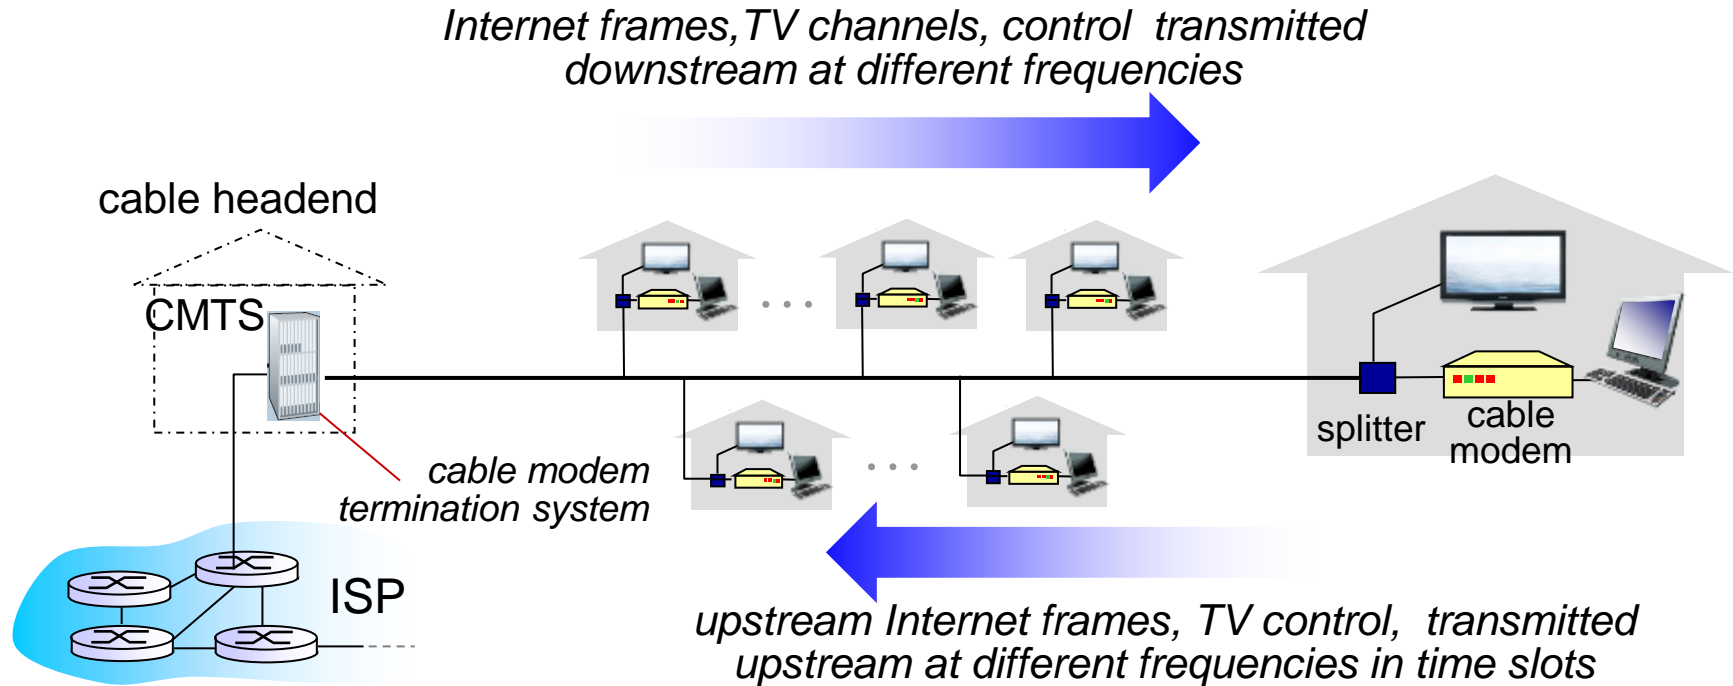 Internet frames,TV channels, control  transmitted
downstream at different frequencies
cable headend
CMTS
splitter
cable
modem
cable modem
termination system
ISP
upstream Internet frames, TV control,  transmitted
upstream at different frequencies in time slots